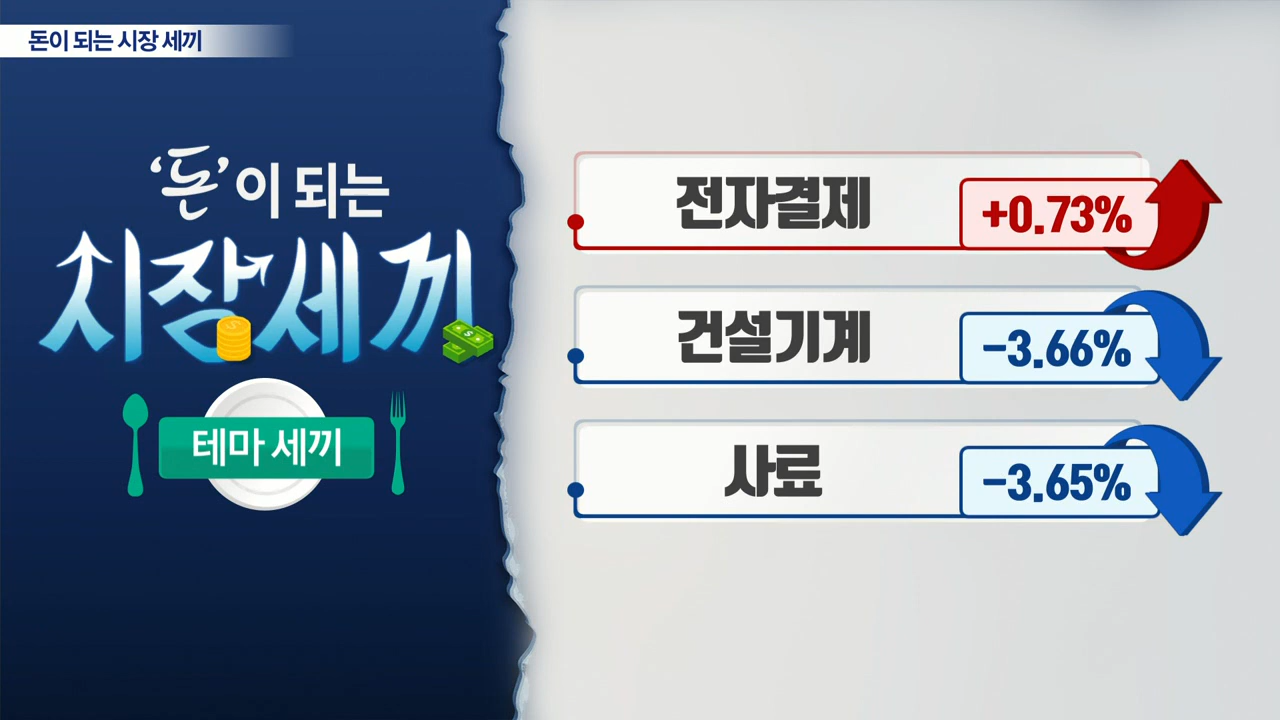 돈이 되는 시장 세끼
‘돈’이 되는
시장세끼
테마 세끼
전자결제
+0.73%
건설기계
-3.66%
사료
-3.65%